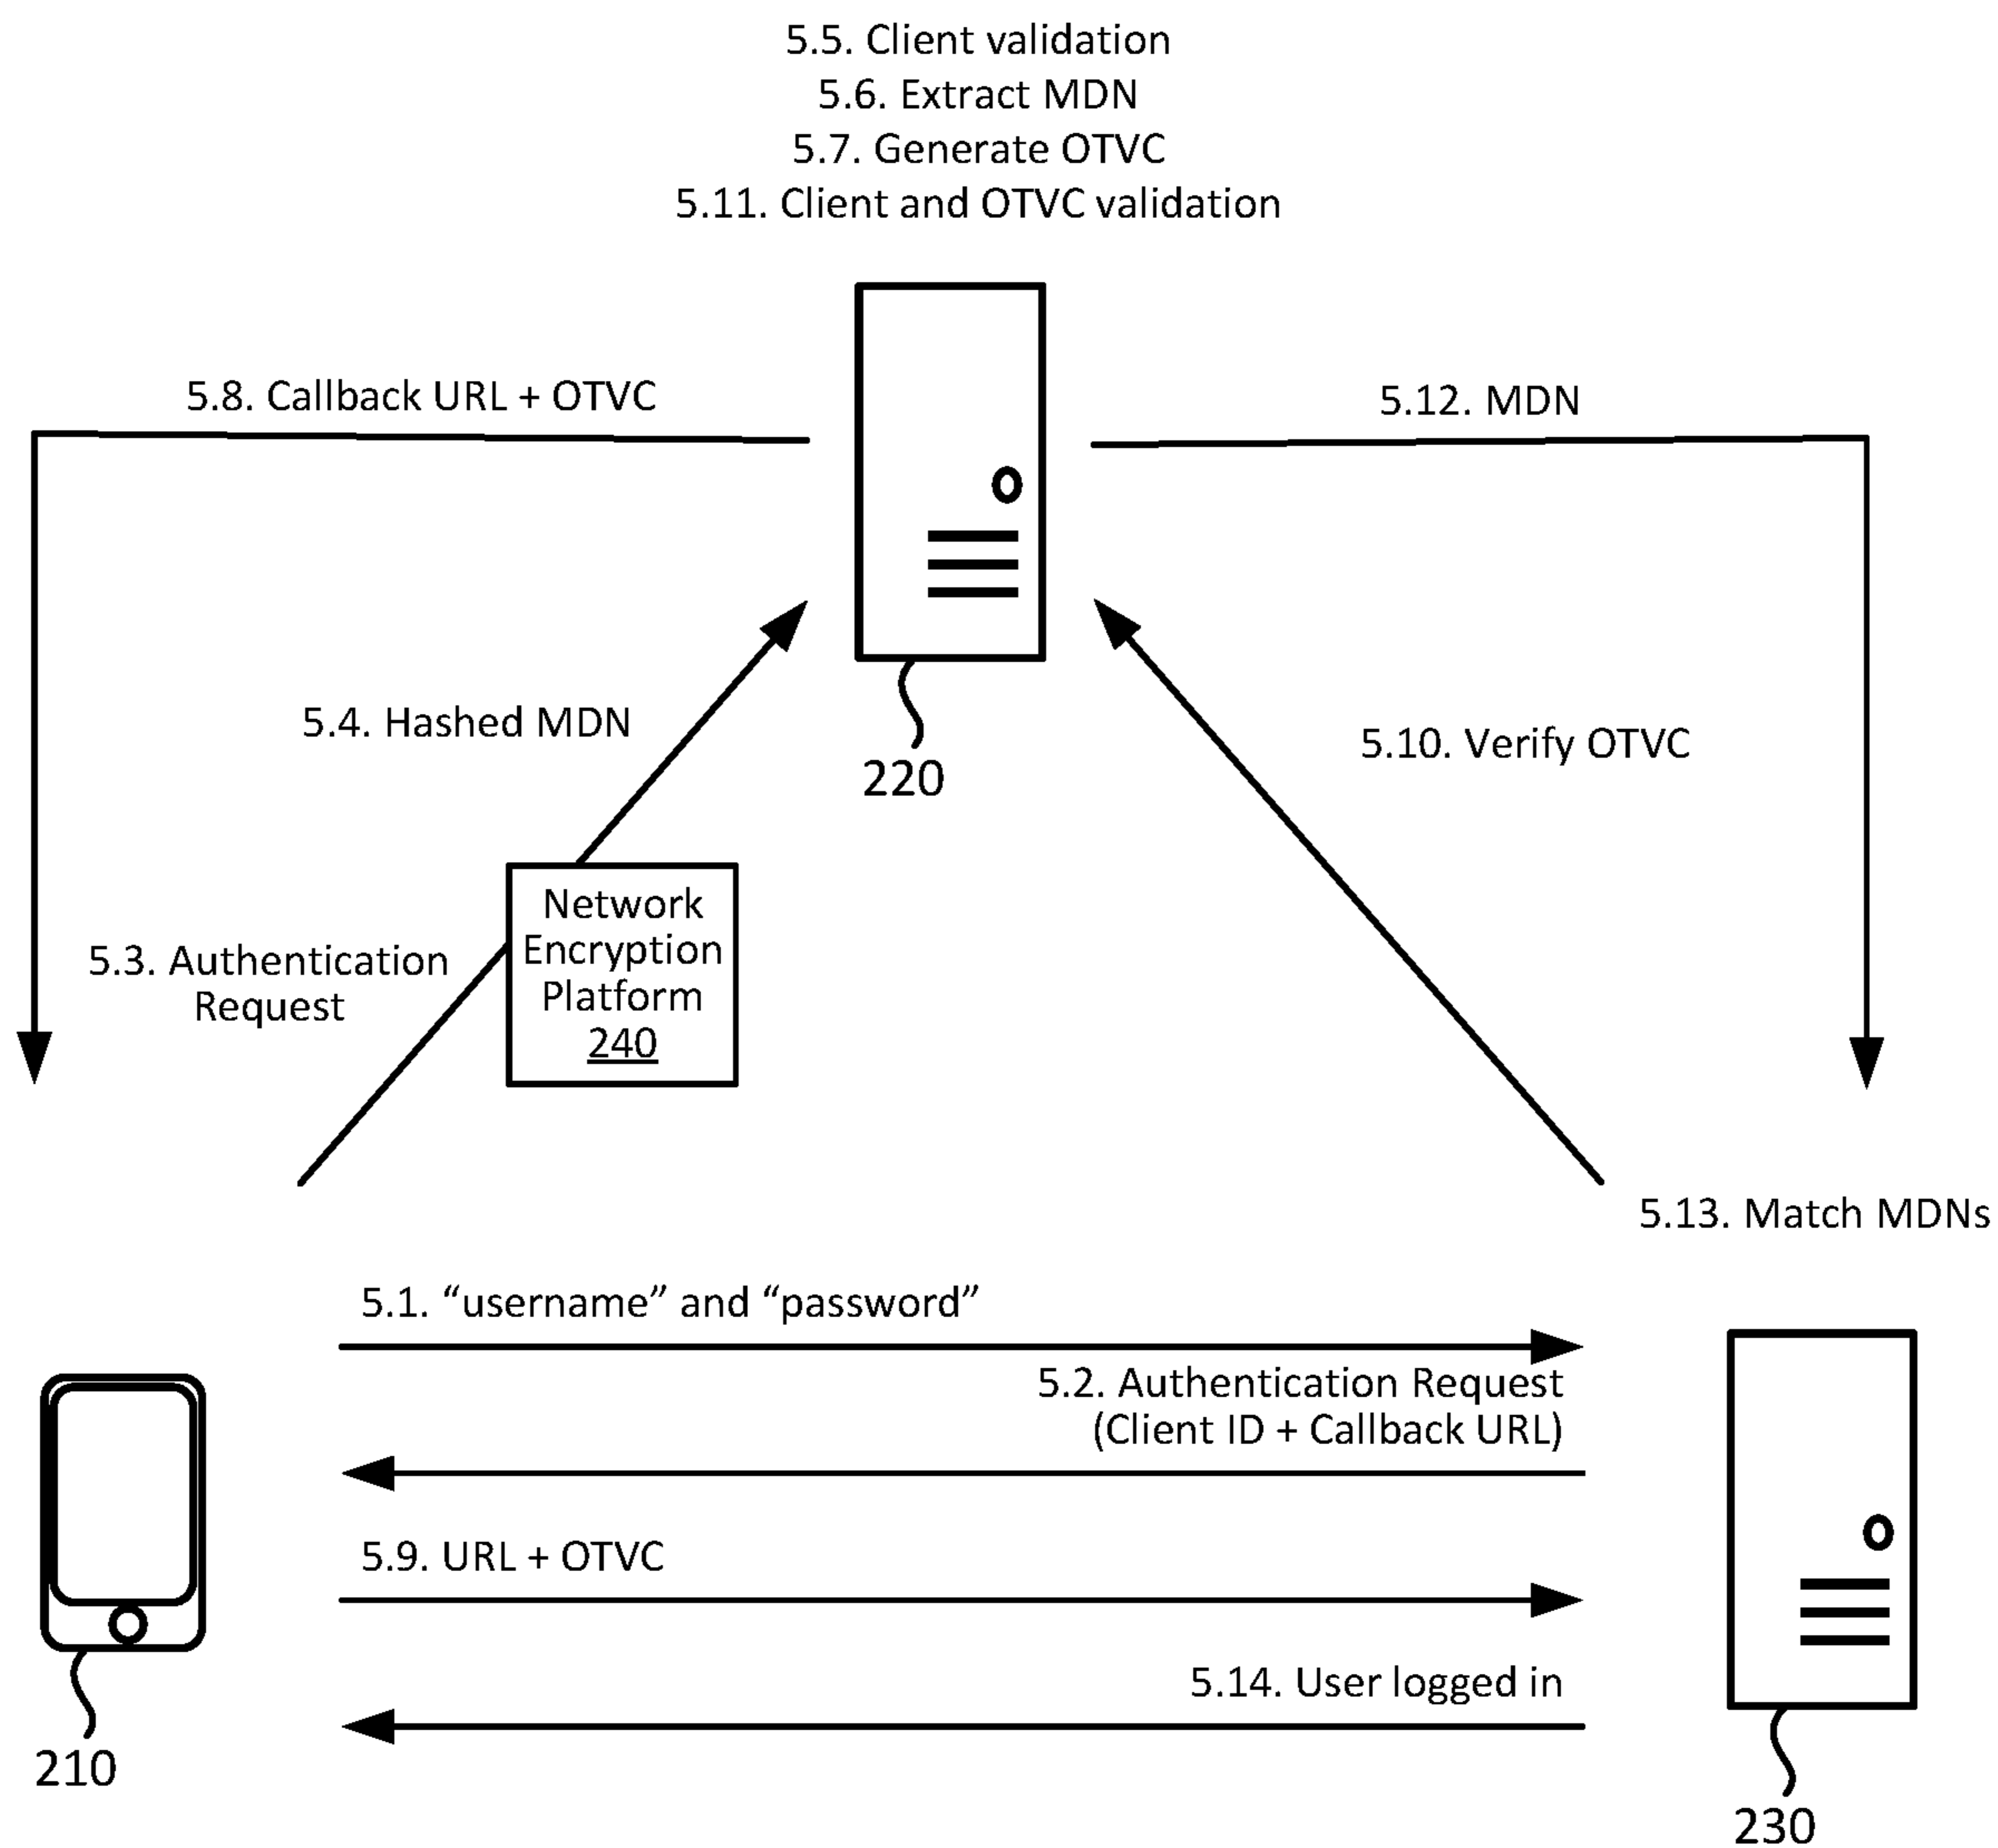 5.5. Client validation
5.6. Extract MDN
5.7. Generate OTVC
5.11. Client and OTVC validation
5.8. Callback URL + OTVC
5.12. MDN
5.4. Hashed MDN
5.10. Verify OTVC
220
Network
Encryption
Platform
240
5.3. Authentication
Request
5.13. Match MDNs
5.1. “username” and “password”
5.2. Authentication Request
(Client ID + Callback URL)
5.9. URL + OTVC
5.14. User logged in
210
230